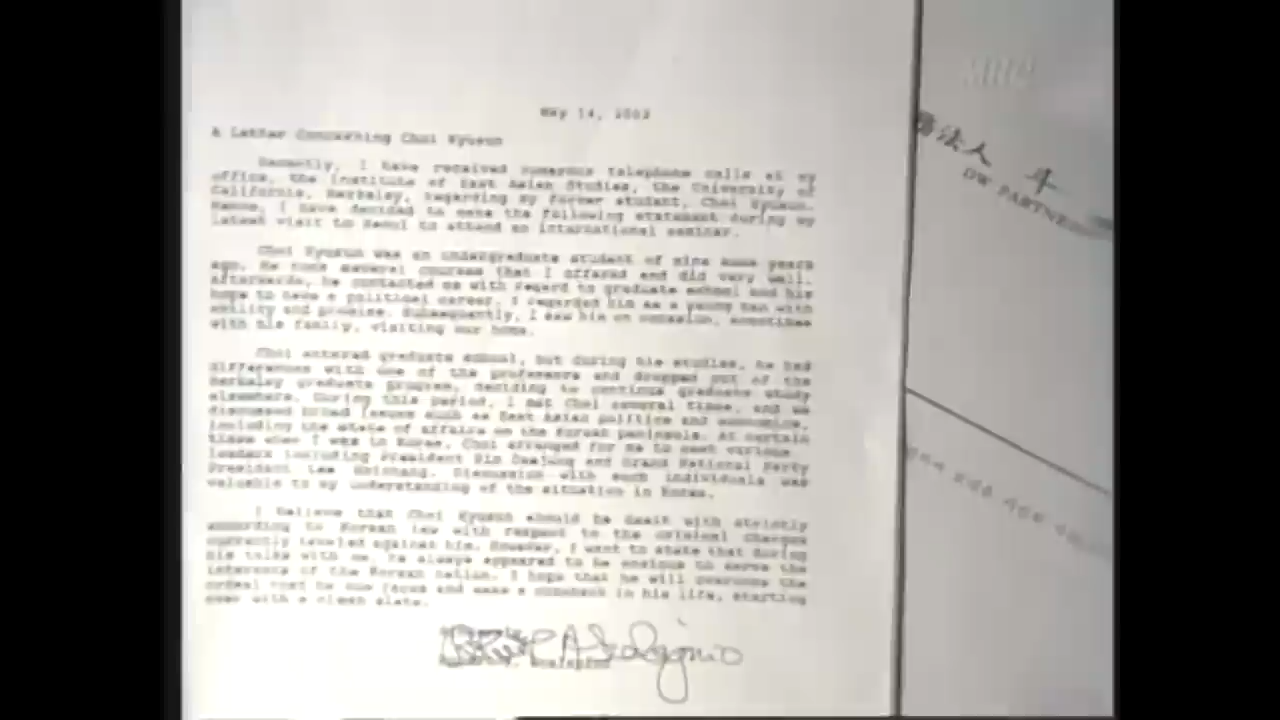 May 14, 2002
A Letter Concerning Choi Kyusun
Recently, I have received numerous telephone calls at my
office, the Institute of East Asian Studies, the University of
California, Berkeley, regarding my former student, Choi Kyusun.
Hence, I have decided to make the following statement during my
latest visit to Seoul to attend an international seminar.
Choi Kyusun was an undergraduate student of mine some years
ago. He took several courses that I offered and did very well.
Afterwards, he contacted me with regard to graduate school and his
hope to have a political career. I regarded him as a young man with
ability and promise. Subsequently, I saw him on occasion, sometimes
with his family, visiting our home.
Choi entered graduate school, but during his studies, he had
differences with one of the professors and dropped out of the
Berkeley graduate program, deciding to continue graduate study
elsewhere. During this period, I met Choi several times, and we
discussed broad issues such as East Asian politics and economics,
including the state of affairs on the Korean peninsula. At certain
times when I was in Korea, Choi arranged for me to meet various
leaders including President Kim Daejung and Grand National Party
President Lee Hoichang. Discussion with such individuals was
valuable to my understanding of the situation in Korea.
I believe that Choi Kyusun should be dealt with strictly
according to Korean law with respect to the criminal charges
currently leveled against him. However, I want to state that during
his talks with me, he always appeared to be anxious to serve the
interests of the Korean nation. I hope that he will overcome the
ordeal that he now faces and make a comeback in his life, starting
over with a clean slate.
MBC
法人
DW PARTNERS